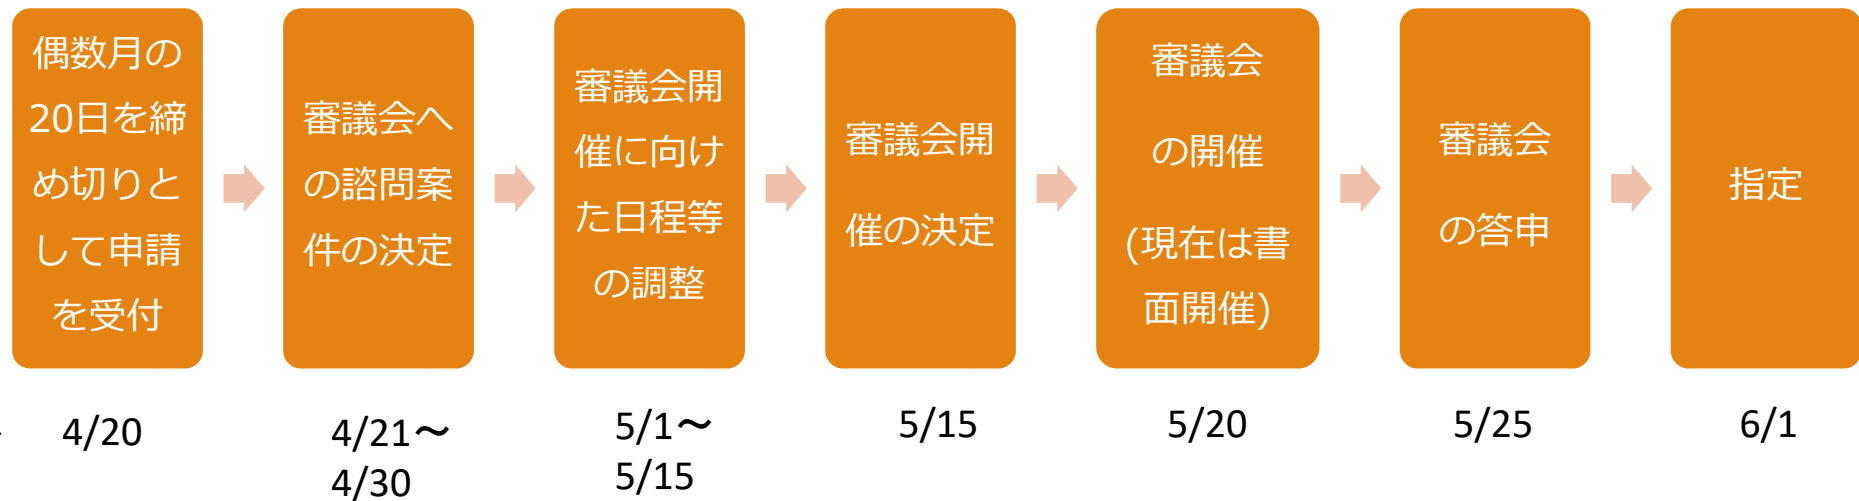 偶数月の
20日を締
め切りと
して申請
を受付
審議会へ
の諮問案
件の決定
審議会開
催に向け
た日程等
の調整
審議会開
催の決定
審議会
の開催
(現在は書
面開催)
審議会
の答申
指定
4/20
4/21～
4/30
5/1～
5/15
5/15
5/20
5/25
6/1